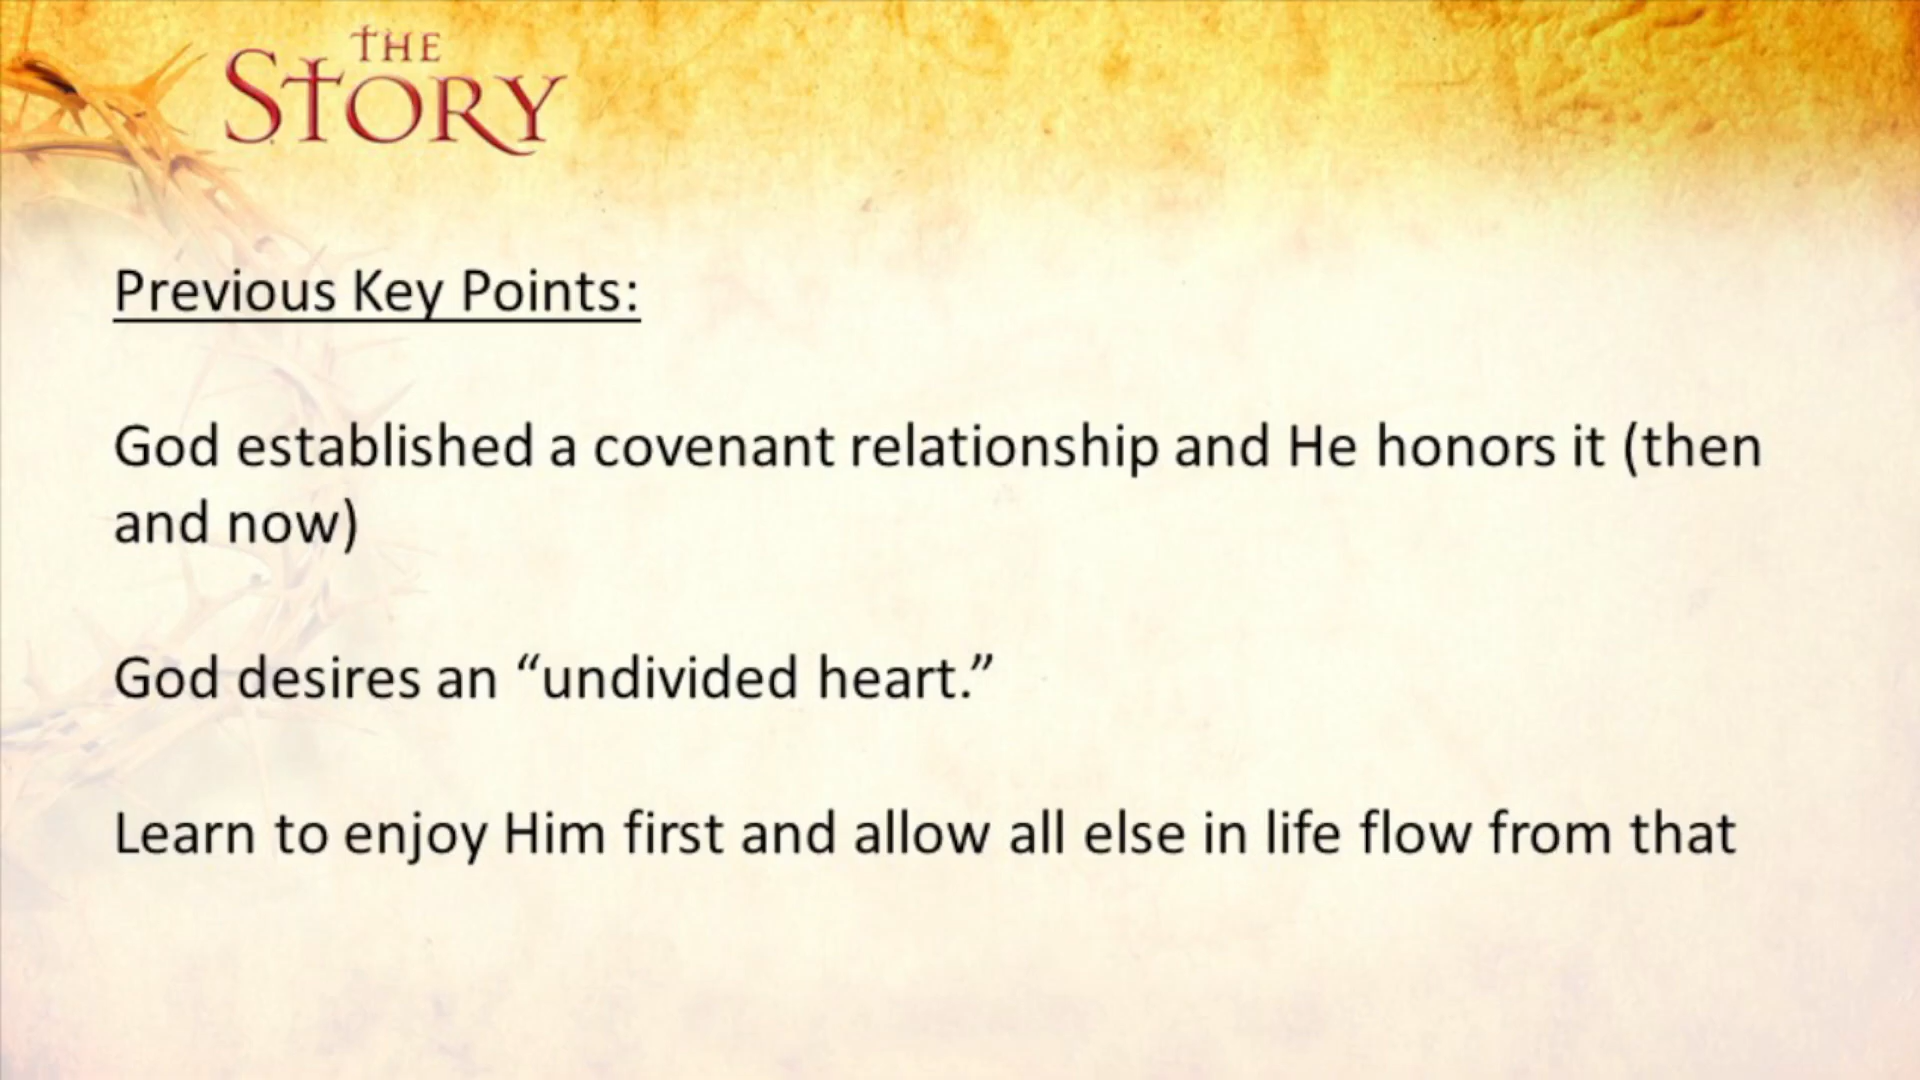 THE
STORY
Previous Key Points:
God established a covenant relationship and He honors it (then
and now)
God desires an “undivided heart.”
Learn to enjoy Him first and allow all else in life flow from that